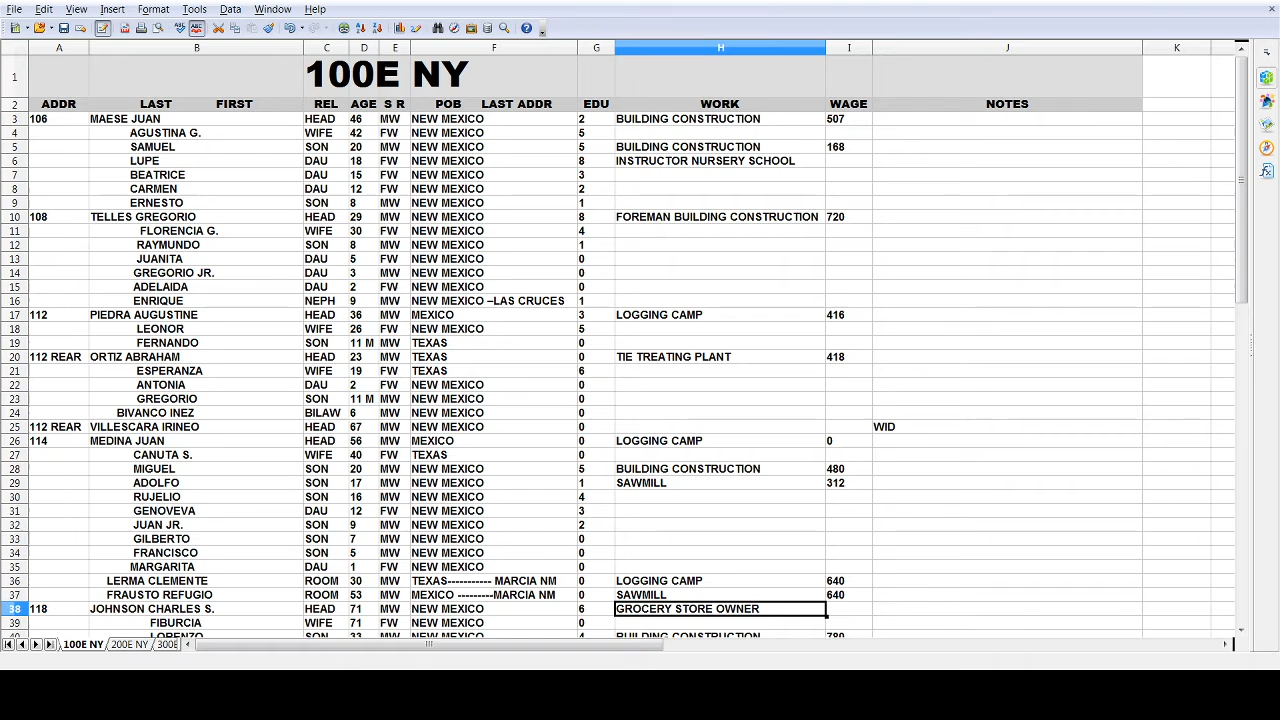 File Edit View Insert Format Tools Data Window Help
A B C D E F G H I J K
1 100E NY
2 ADDR LAST FIRST REL AGE S R POB LAST ADDR EDU WORK WAGE NOTES
3 106 MAESE JUAN HEAD 46 MW NEW MEXICO 2 BUILDING CONSTRUCTION 507
4 AGUSTINA G. WIFE 42 FW NEW MEXICO 5
5 SAMUEL SON 20 MW NEW MEXICO 5 BUILDING CONSTRUCTION 168
6 LUPE DAU 18 FW NEW MEXICO 8 INSTRUCTOR NURSERY SCHOOL
7 BEATRICE DAU 15 FW NEW MEXICO 3
8 CARMEN DAU 12 FW NEW MEXICO 2
9 ERNESTO SON 8 MW NEW MEXICO 1
10 108 TELLES GREGORIO HEAD 29 MW NEW MEXICO 8 FOREMAN BUILDING CONSTRUCTION 720
11 FLORENCIA G. WIFE 30 FW NEW MEXICO 4
12 RAYMUNDO SON 8 MW NEW MEXICO 1
13 JUANITA DAU 5 FW NEW MEXICO 0
14 GREGORIO JR. DAU 3 MW NEW MEXICO 0
15 ADELAIDA DAU 2 FW NEW MEXICO 0
16 ENRIQUE NEPH 9 MW NEW MEXICO –LAS CRUCES 1
17 112 PIEDRA AUGUSTINE HEAD 36 MW MEXICO 3 LOGGING CAMP 416
18 LEONOR WIFE 26 FW NEW MEXICO 5
19 FERNANDO SON 11 M MW TEXAS 0
20 112 REAR ORTIZ ABRAHAM HEAD 23 MW TEXAS 0 TIE TREATING PLANT 418
21 ESPERANZA WIFE 19 FW TEXAS 6
22 ANTONIA DAU 2 FW NEW MEXICO 0
23 GREGORIO SON 11 M MW NEW MEXICO 0
24 BIVANCO INEZ BILAW 6 MW NEW MEXICO 0
25 112 REAR VILLESCARA IRINEO HEAD 67 MW NEW MEXICO 0 WID
26 114 MEDINA JUAN HEAD 56 MW MEXICO 0 LOGGING CAMP 0
27 CANUTA S. WIFE 40 FW TEXAS 0
28 MIGUEL SON 20 MW NEW MEXICO 5 BUILDING CONSTRUCTION 480
29 ADOLFO SON 17 MW NEW MEXICO 1 SAWMILL 312
30 RUJELIO SON 16 MW NEW MEXICO 4
31 GENOVEVA DAU 12 FW NEW MEXICO 3
32 JUAN JR. SON 9 MW NEW MEXICO 2
33 GILBERTO SON 7 MW NEW MEXICO 0
34 FRANCISCO SON 5 MW NEW MEXICO 0
35 MARGARITA DAU 1 FW NEW MEXICO 0
36 LERMA CLEMENTE ROOM 30 MW TEXAS----------- MARCIA NM 0 LOGGING CAMP 640
37 FRAUSTO REFUGIO ROOM 53 MW MEXICO ---------MARCIA NM 0 SAWMILL 640
38 118 JOHNSON CHARLES S. HEAD 71 MW NEW MEXICO 6 GROCERY STORE OWNER
39 FIBURCIA WIFE 71 FW NEW MEXICO 0
40 LORENZO SON 33 MW NEW MEXICO 4 BUILDING CONSTRUCTION 780
100E NY 200E NY 300E